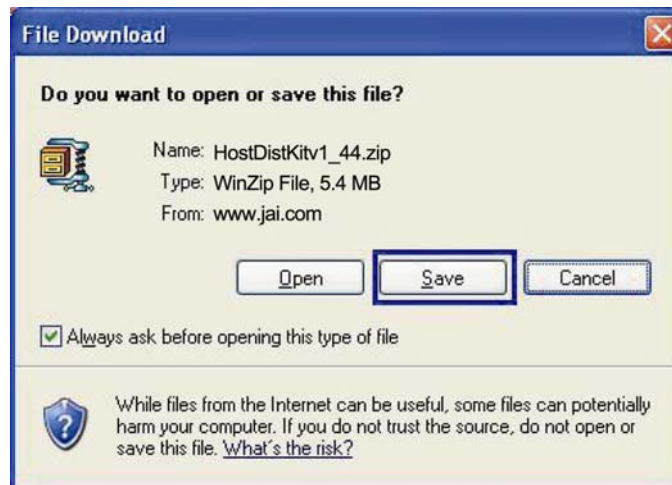 File Download
Do you want to open or save this file?
Name: HostDistKitv1_44.zip
Type: WinZip File, 5.4 MB
From: www.jai.com
Open Save Cancel
Always ask before opening this type of file
While files from the Internet can be useful, some files can potentially
harm your computer. If you do not trust the source, do not open or
save this file. What´s the risk?